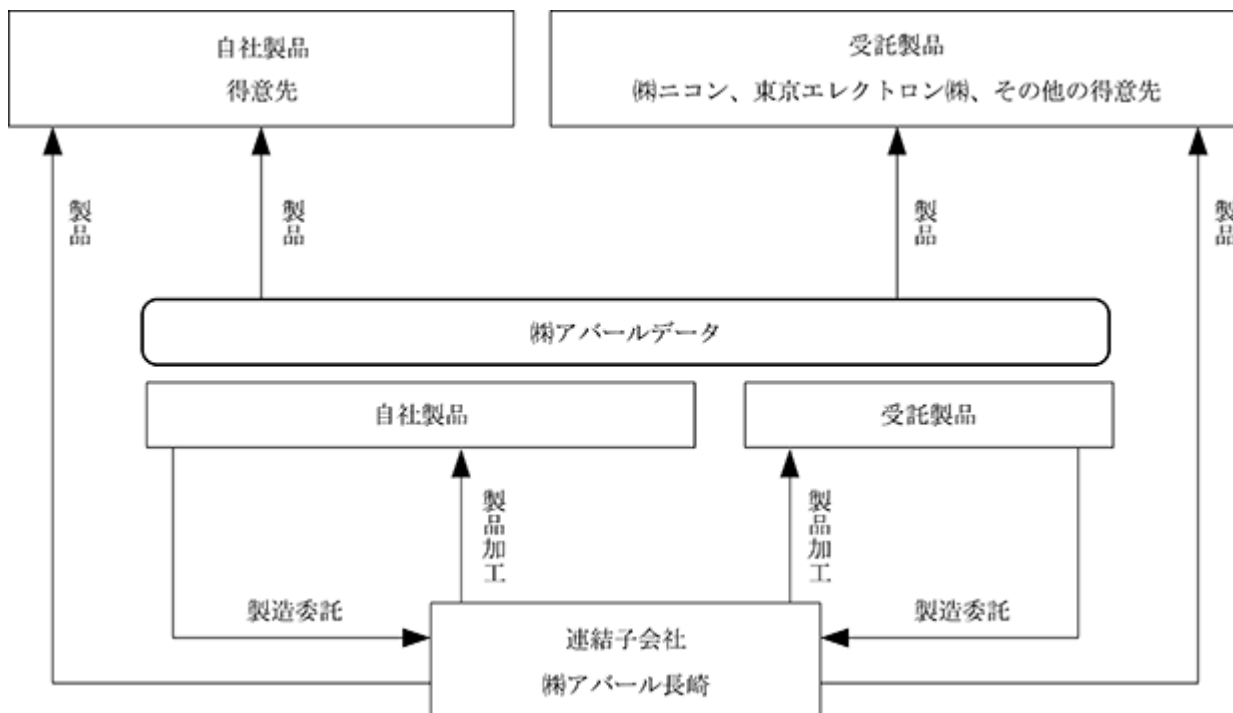 自社製品
得意先
受託製品
㈱ニコン、東京エレクトロン㈱、その他の得意先
製品
製品
製品
製品
㈱アバールデータ
自社製品
受託製品
製品加工
製品加工
製造委託
製造委託
連結子会社
㈱アバール長崎